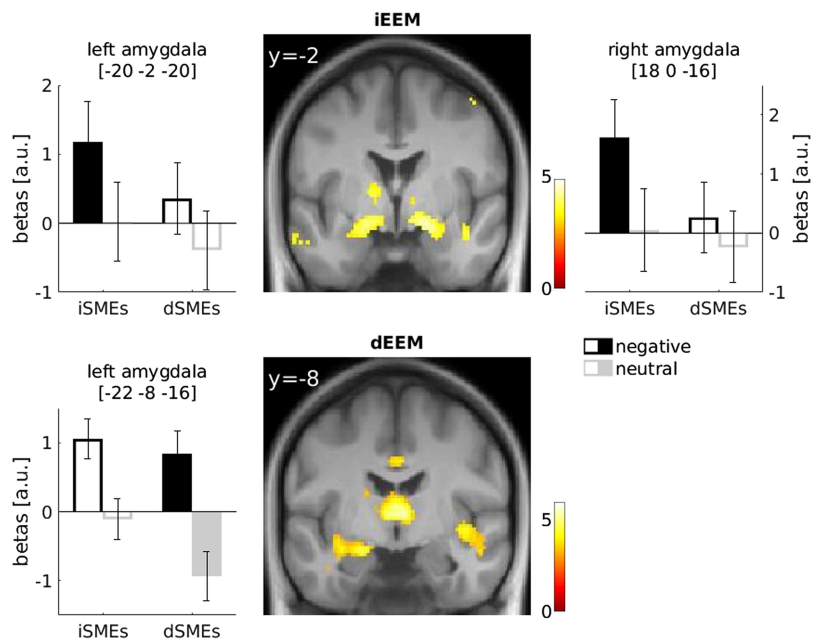 iEEM
left amygdala
[-20 -2 -20]
2
1
0
-1
betas [a.u.]
iSMEs dSMEs
y=-2
5
0
right amygdala
[18 0 -16]
2
1
0
-1
betas [a.u.]
iSMEs dSMEs
negative
neutral
dEEM
left amygdala
[-22 -8 -16]
1
0
-1
betas [a.u.]
iSMEs dSMEs
y=-8
5
0